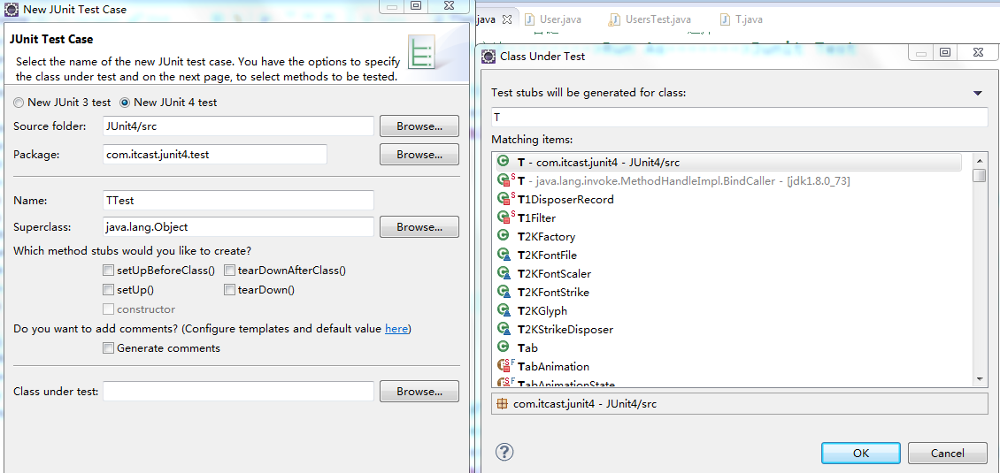 New JUnit Test Case
JUnit Test Case
Select the name of the new JUnit test case. You have the options to specify
the class under test and on the next page, to select methods to be tested.
New JUnit 3 test
New JUnit 4 test
Source folder:
JUnit4/src
Browse...
Package:
com.itcast.junit4.test
Browse...
Name:
TTest
Superclass:
java.lang.Object
Browse...
Which method stubs would you like to create?
setUpBeforeClass()
tearDownAfterClass()
setUp()
tearDown()
constructor
Do you want to add comments? (Configure templates and default value here)
Generate comments
Class under test:
Browse...
java
User.java
UsersTest.java
T.java
Class Under Test
Test stubs will be generated for class:
T
Matching items:
T - com.itcast.junit4 - JUnit4/src
T - java.lang.invoke.MethodHandleImpl.BindCaller - [jdk1.8.0_73]
T1DisposerRecord
T1Filter
T2KFactory
T2KFontFile
T2KFontScaler
T2KFontStrike
T2KGlyph
T2KStrikeDisposer
Tab
TabAnimation
TabAnimationState
com.itcast.junit4 - JUnit4/src
OK
Cancel